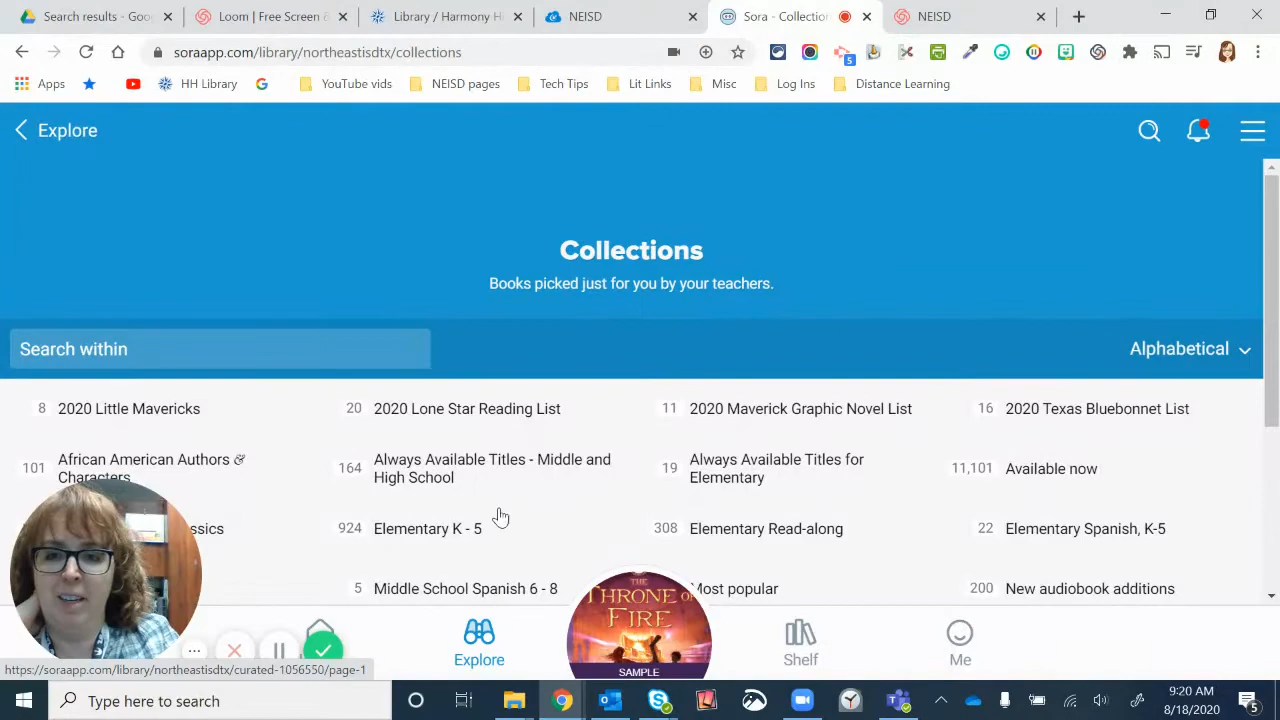 Search results - Goog
Loom | Free Screen &
Library / Harmony Hi
NEISD
Sora - Collection
NEISD
soraapp.com/library/northeastisdtx/collections
5
Apps
HH Library
YouTube vids
NEISD pages
Tech Tips
Lit Links
Misc
Log Ins
Distance Learning
Explore
Collections
Books picked just for you by your teachers.
Search within
Alphabetical
8 2020 Little Mavericks
20 2020 Lone Star Reading List
11 2020 Maverick Graphic Novel List
16 2020 Texas Bluebonnet List
101 African American Authors &
Characters
164 Always Available Titles - Middle and
High School
19 Always Available Titles for
Elementary
11,101 Available now
ssics
924 Elementary K - 5
308 Elementary Read-along
22 Elementary Spanish, K-5
5 Middle School Spanish 6 - 8
Most popular
200 New audiobook additions
THE
THRONE OF
FIRE
SAMPLE
Explore
Shelf
Me
https://soraapp.com/library/northeastisdtx/curated-1056550/page-1
Type here to search
9:20 AM
8/18/2020
5